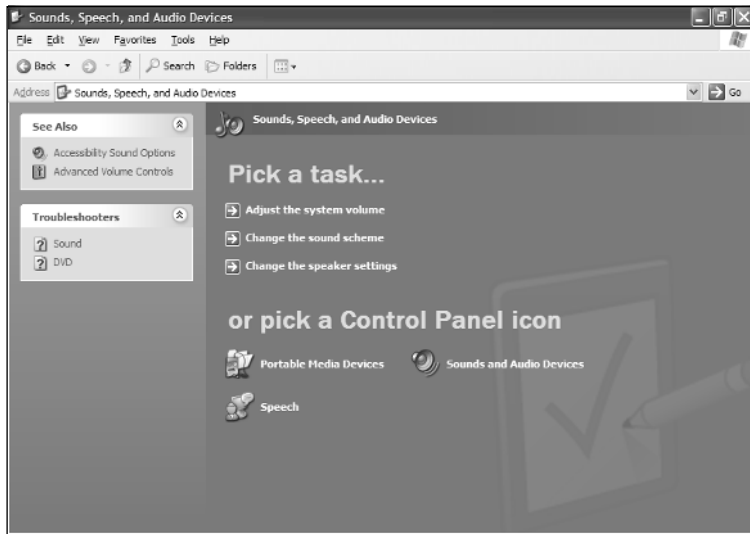 Sounds, Speech, and Audio Devices
File Edit View Favorites Tools Help
Back Search Folders
Address Sounds, Speech, and Audio Devices Go
See Also
Accessibility Sound Options
Advanced Volume Controls
Troubleshooters
Sound
DVD
Sounds, Speech, and Audio Devices
Pick a task...
Adjust the system volume
Change the sound scheme
Change the speaker settings
or pick a Control Panel icon
Portable Media Devices Sounds and Audio Devices
Speech